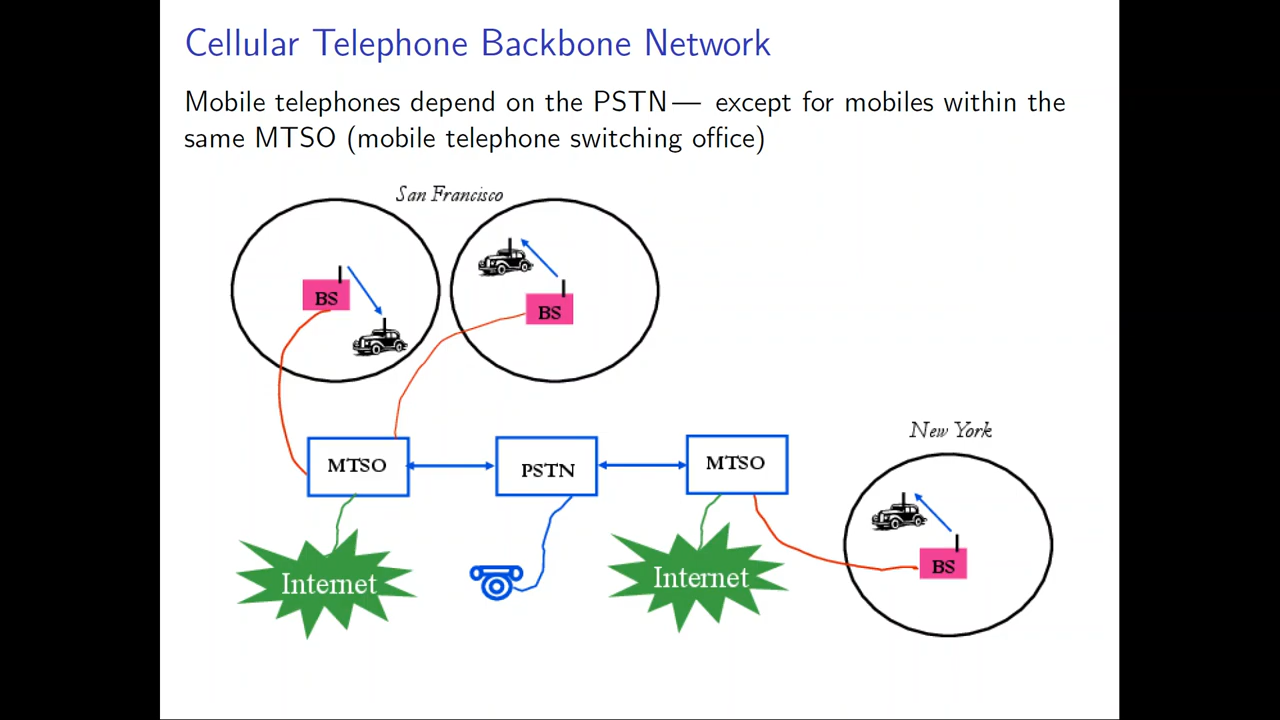 Cellular Telephone Backbone Network
Mobile telephones depend on the PSTN— except for mobiles within the
same MTSO (mobile telephone switching office)
San Francisco
BS
BS
MTSO
PSTN
MTSO
New York
BS
Internet
Internet